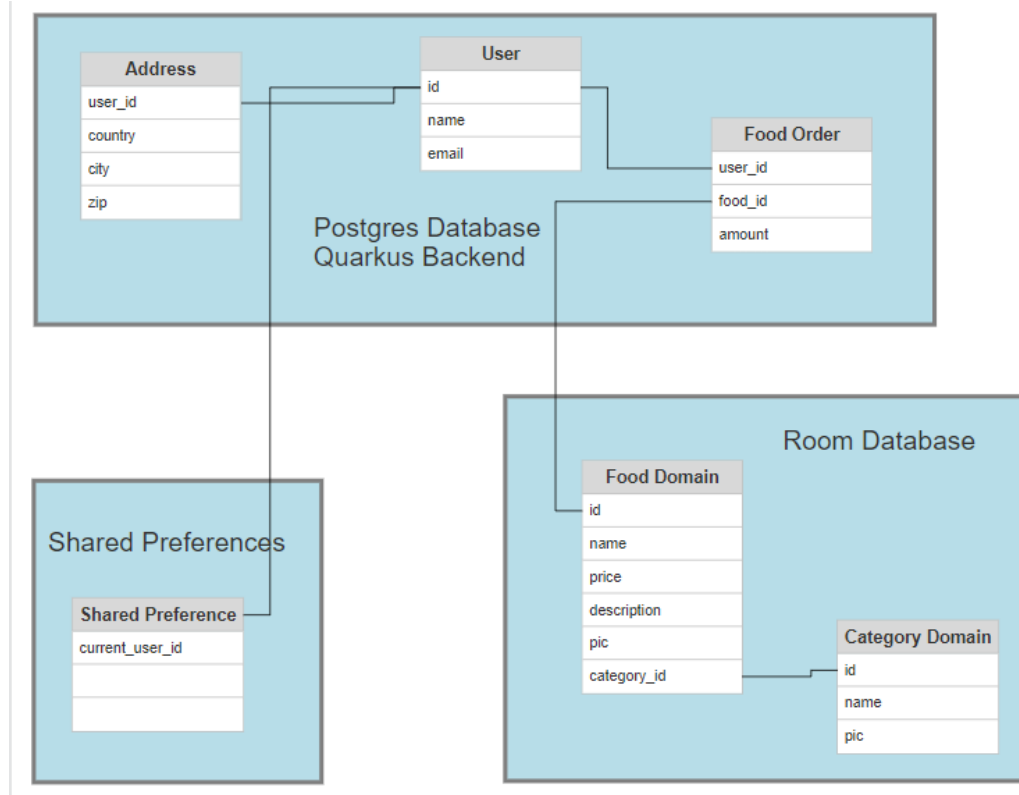 Address
user_id
country
city
zip
User
id
name
email
Food Order
user_id
food_id
amount
Postgres Database
Quarkus Backend
Shared Preferences
Shared Preference
current_user_id
Room Database
Food Domain
id
name
price
description
pic
category_id
Category Domain
id
name
pic